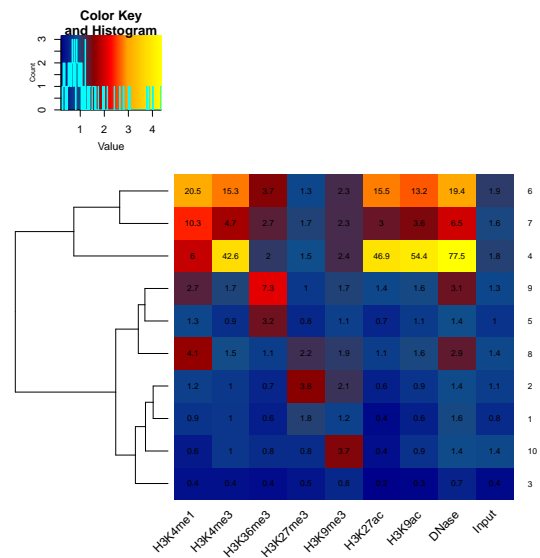 Color Key
and Histogram
Count
0 1 2 3
1 2 3 4
Value
20.5 15.3 3.7 1.3 2.3 15.5 13.2 19.4 1.9 6
10.3 4.7 2.7 1.7 2.3 3 3.6 8.5 1.6 7
6 42.6 2 1.5 2.4 46.9 54.4 77.5 1.8 4
2.7 1.7 7.3 1 1.7 1.4 1.6 3.1 1.3 9
1.3 0.9 3.2 0.6 1.1 0.7 1.1 1.4 1 5
4.1 1.5 1.1 2.2 1.9 1.1 1.6 2.9 1.4 8
1.2 1 0.7 3.8 2.1 0.6 0.9 1.4 1.1 2
0.9 1 0.6 1.8 1.2 0.4 0.6 1.6 0.8 1
0.6 1 0.8 0.8 3.7 0.4 0.9 1.4 1.4 10
0.4 0.4 0.4 0.5 0.8 0.7 0.4 3
H3K4me1 H3K4me3 H3K36me3 H3K27me3 H3K9me3 H3K27ac H3K9ac DNase Input